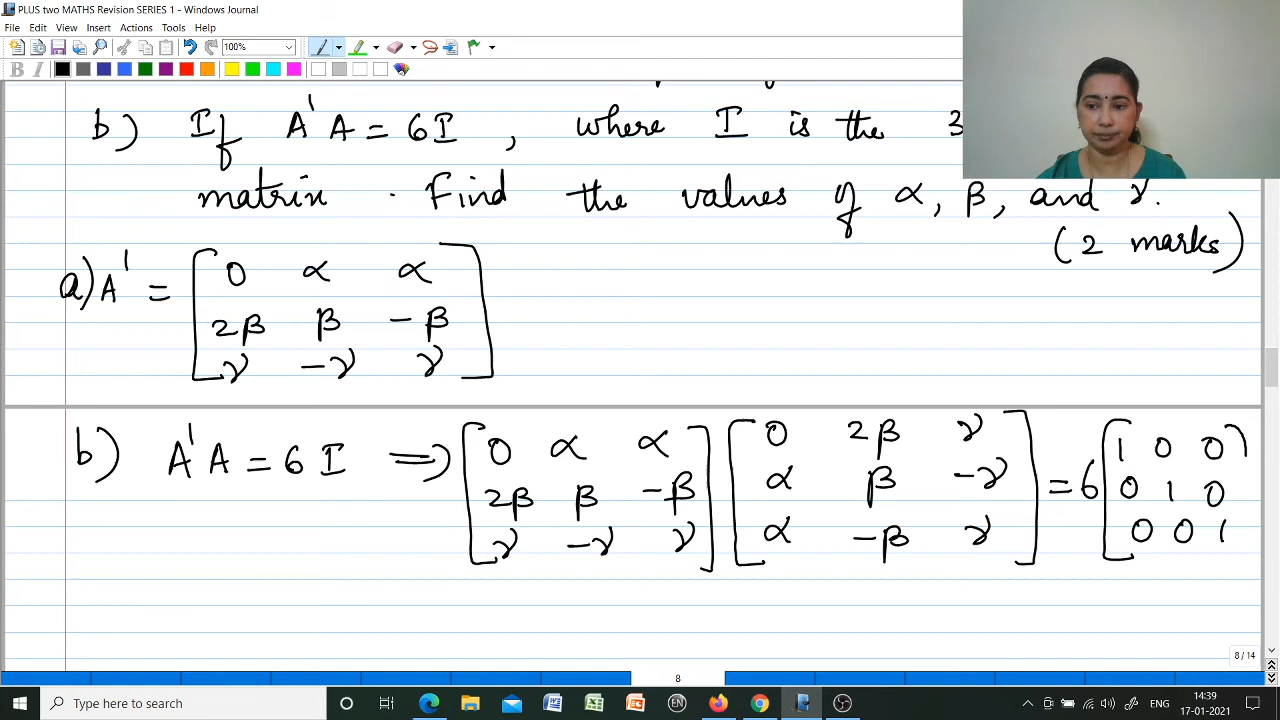 PLUS two MATHS Revision SERIES 1 - Windows Journal
File Edit View Insert Actions Tools Help
100%
B I
b) If A' A = 6I , where I is the 3
matrix . Find the values of α, β, and γ.
(2 marks)
a) A' = [ 0 α α
2β β -β
γ -γ γ ]
b) A' A = 6 I ⇒ [ 0 α α ] [ 0 2β γ ] = 6 [ 1 0 0 ]
2β β -β α β -γ 0 1 0
γ -γ γ α -β γ 0 0 1
8 / 14
8
Type here to search
ENG
14:39
17-01-2021